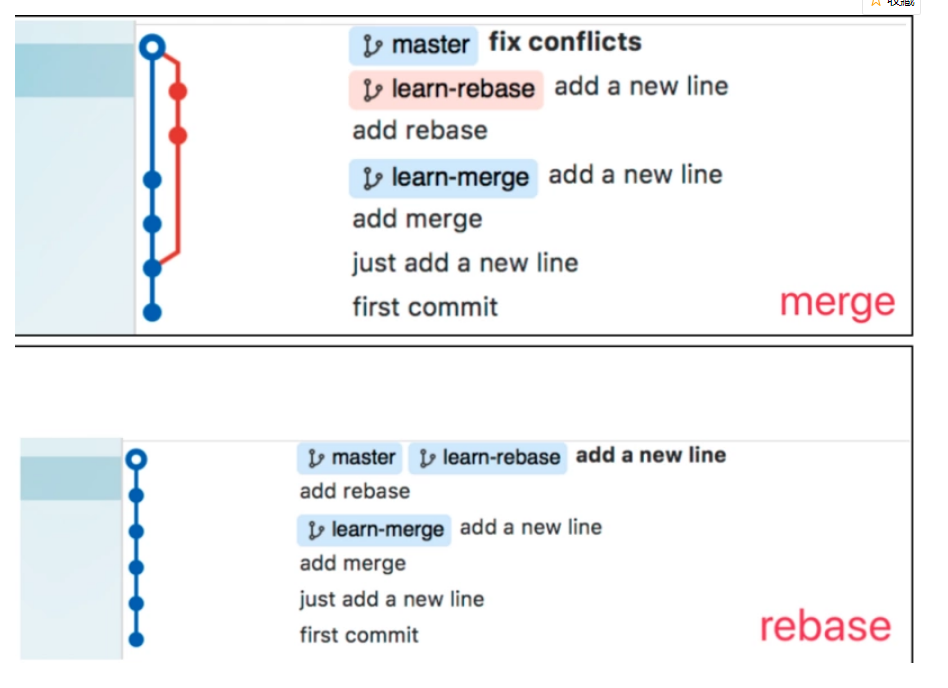 收藏
master fix conflicts
learn-rebase add a new line
add rebase
learn-merge add a new line
add merge
just add a new line
first commit
merge
master learn-rebase add a new line
add rebase
learn-merge add a new line
add merge
just add a new line
first commit
rebase